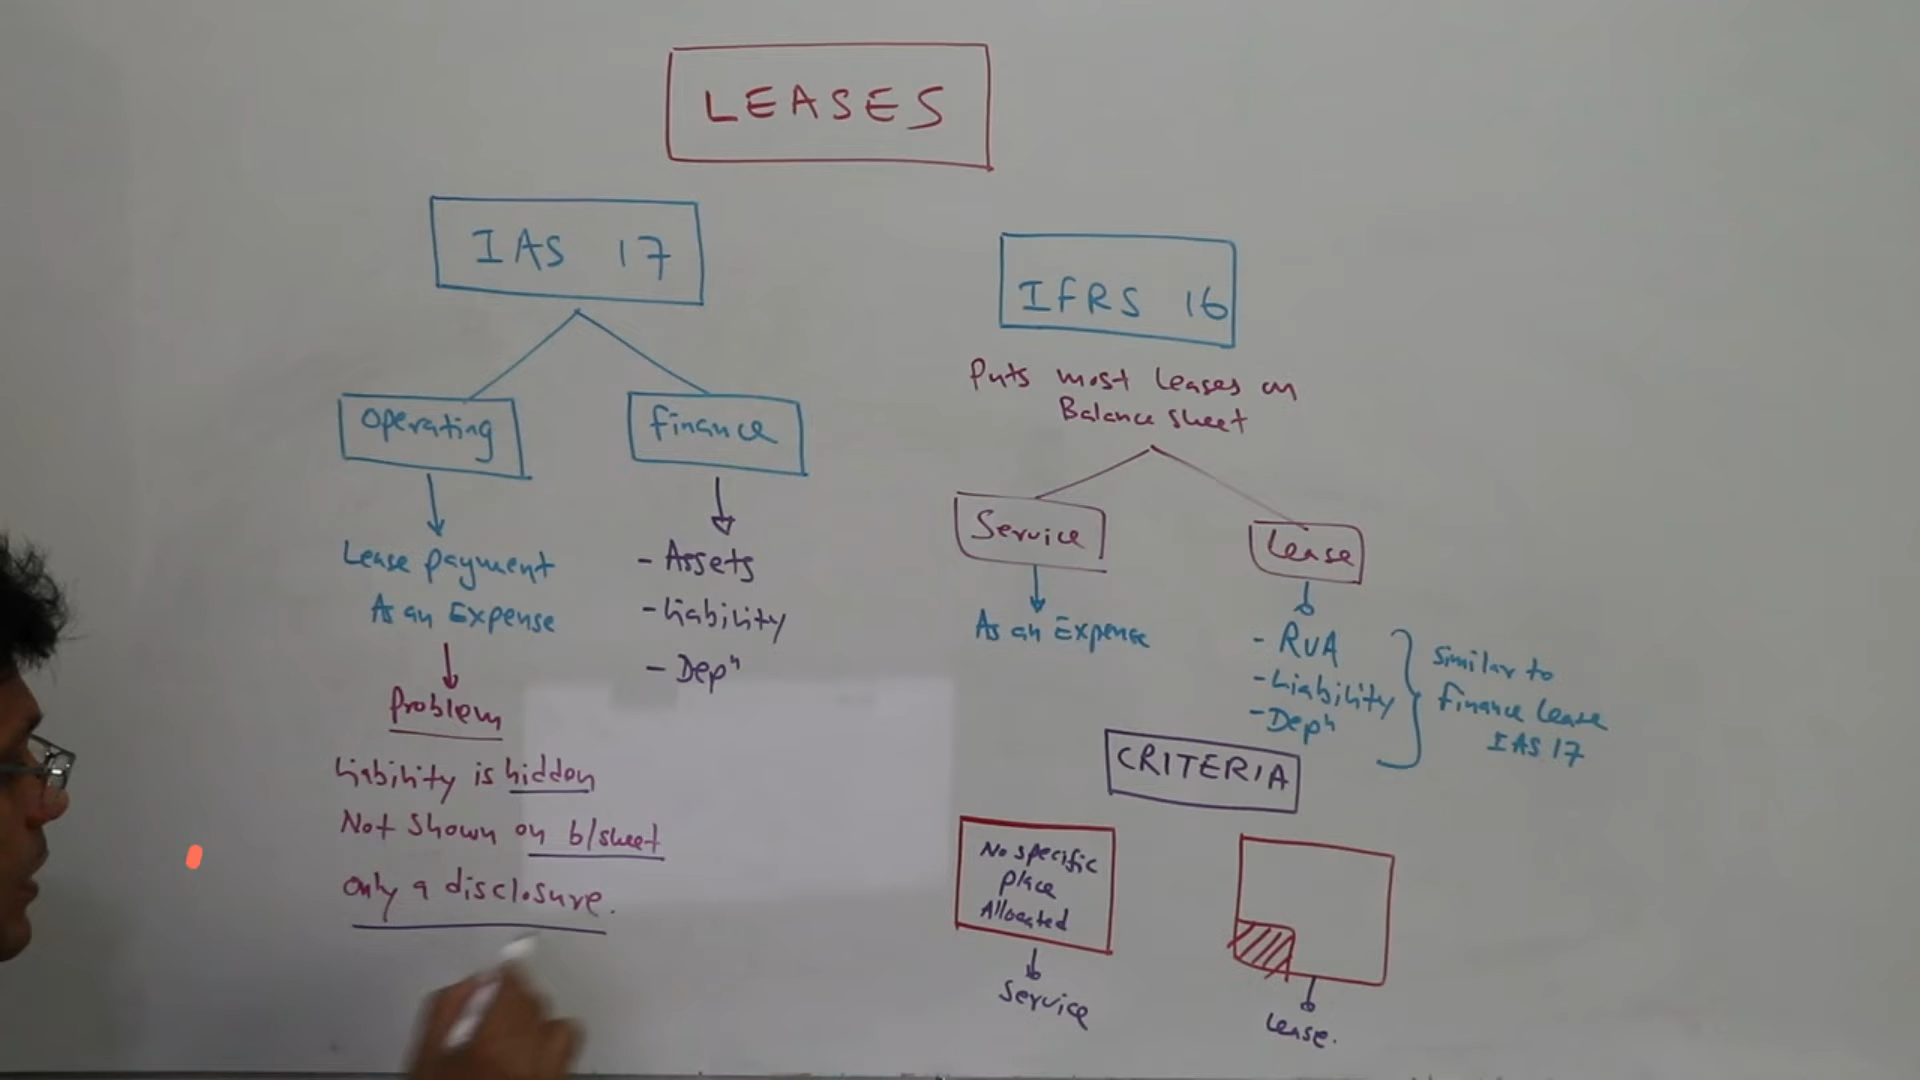 LEASES
IAS 17
Operating
Finance
Lease payment
As an Expense
Problem
Liability is hidden
Not shown on b/sheet
only a disclosure.
- Assets
- Liability
- Depⁿ
IFRS 16
Puts most Leases on
Balance sheet
Service
Lease
As an Expense
- RUA
- Liability
- Depⁿ
Similar to
Finance Lease
IAS 17
CRITERIA
No specific
place
Allocated
Service
Lease.